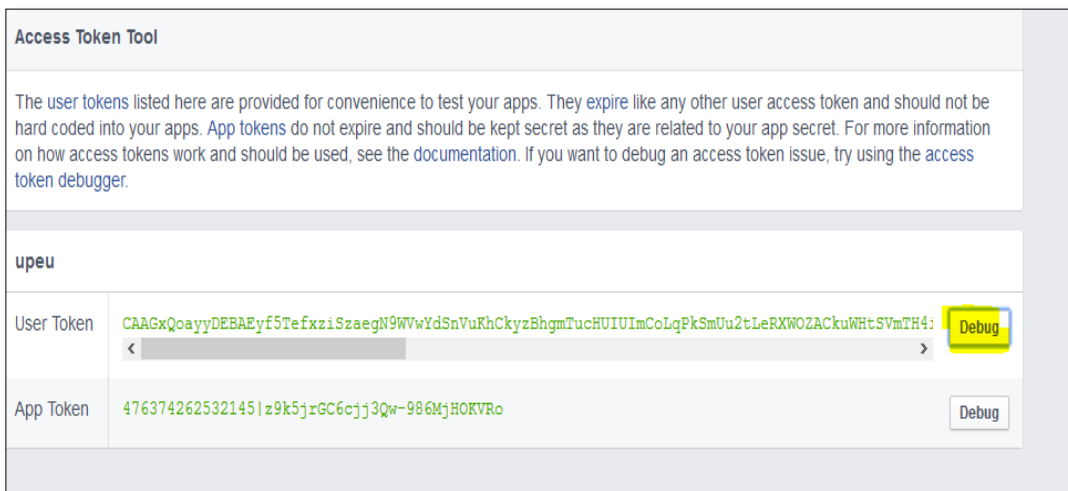 Access Token Tool
The user tokens listed here are provided for convenience to test your apps. They expire like any other user access token and should not be
hard coded into your apps. App tokens do not expire and should be kept secret as they are related to your app secret. For more information
on how access tokens work and should be used, see the documentation. If you want to debug an access token issue, try using the access
token debugger.
upeu
User Token CAAGxQoayyDEBAEyf5TefxziSzaegN9WVwYdSnVuKhCkyzBhgmTucHUIUImCoLqPkSmUu2tLeRXWOZACkuWHtSVmTH4i Debug
App Token 476374262532145|z9k5jrGC6cjj3Qw-986MjHOKVRo Debug